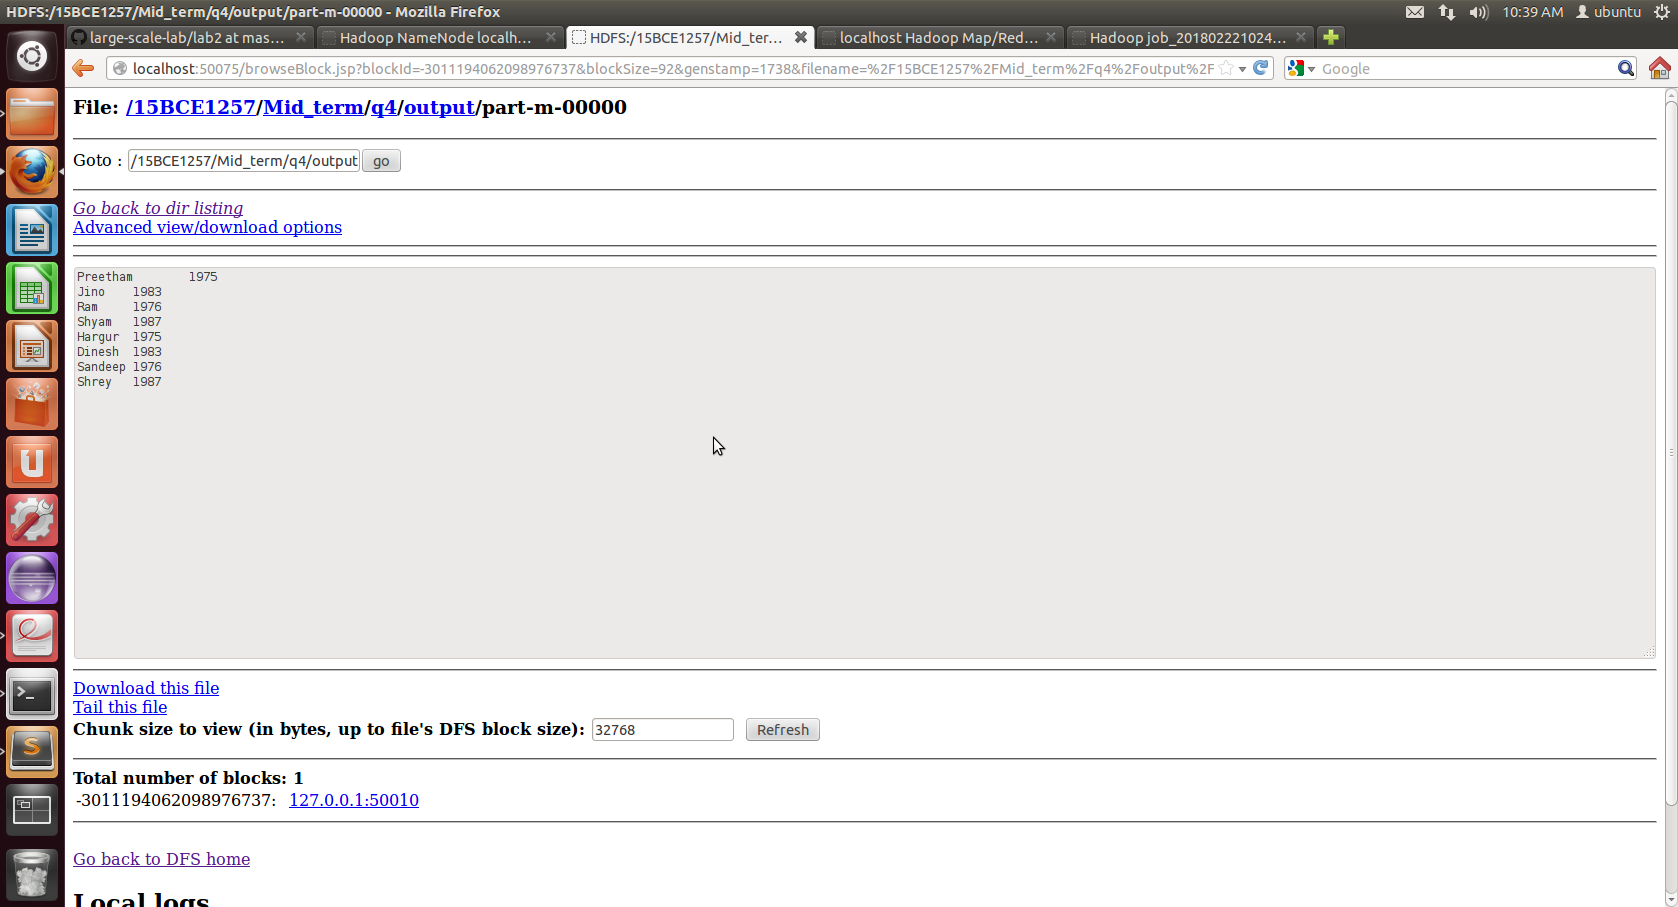 HDFS:/15BCE1257/Mid_term/q4/output/part-m-00000 - Mozilla Firefox
10:39 AM ubuntu
large-scale-lab/lab2 at mas...
Hadoop NameNode localh...
HDFS:/15BCE1257/Mid_ter...
localhost Hadoop Map/Red...
Hadoop job_201802221024...
localhost:50075/browseBlock.jsp?blockId=-3011194062098976737&blockSize=92&genstamp=1738&filename=%2F15BCE1257%2FMid_term%2Fq4%2Foutput%2F
Google
File: /15BCE1257/Mid_term/q4/output/part-m-00000
Goto : /15BCE1257/Mid_term/q4/output go
Go back to dir listing
Advanced view/download options
Preetham 1975
Jino 1983
Ram 1976
Shyam 1987
Hargur 1975
Dinesh 1983
Sandeep 1976
Shrey 1987
Download this file
Tail this file
Chunk size to view (in bytes, up to file's DFS block size): 32768 Refresh
Total number of blocks: 1
-3011194062098976737: 127.0.0.1:50010
Go back to DFS home
Local logs